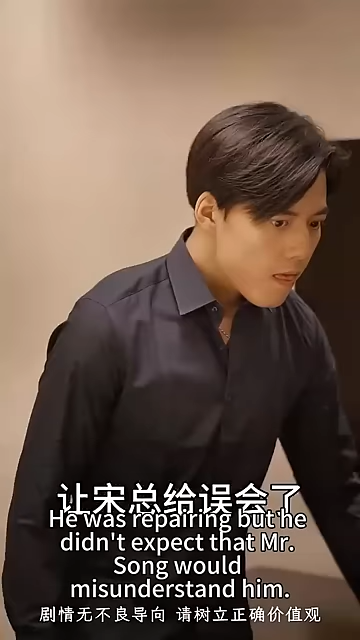 让宋总给误会了
He was repairing but he
didn't expect that Mr.
Song would
misunderstand him.
剧情无不良导向 请树立正确价值观